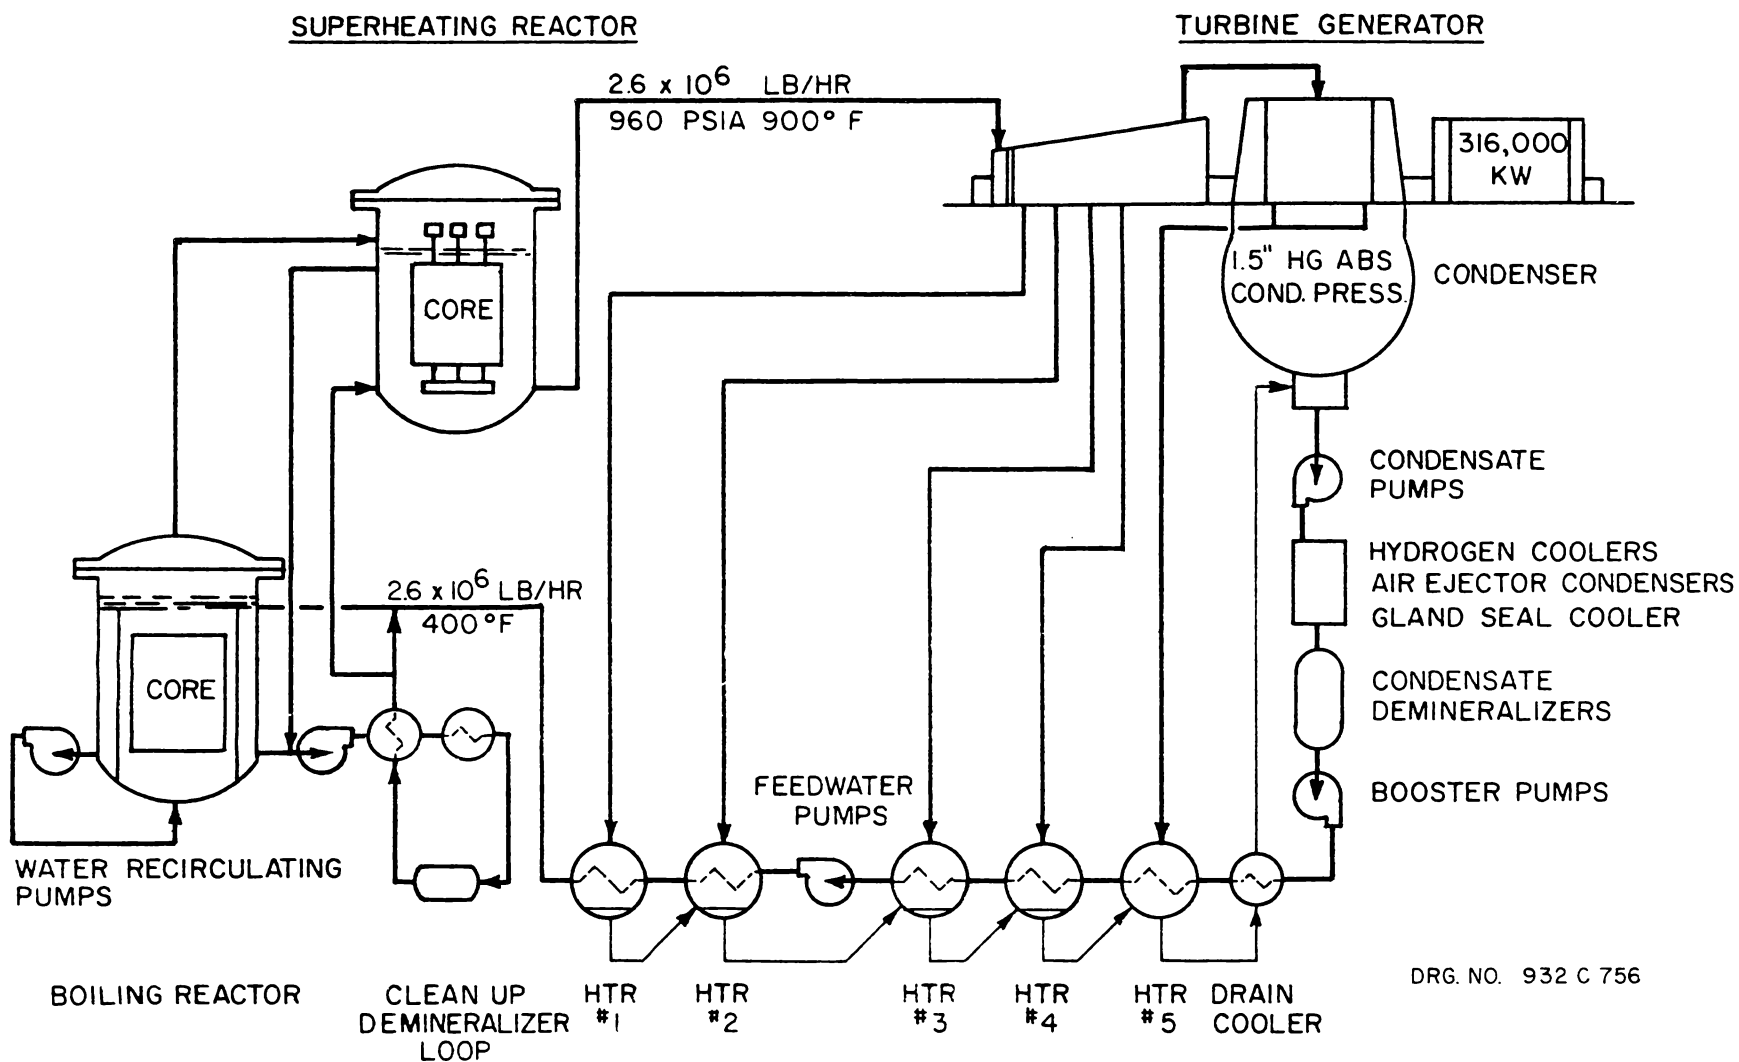 SUPERHEATING REACTOR
TURBINE GENERATOR
2.6 x 10⁶ LB/HR
960 PSIA 900° F
316,000
KW
CORE
1.5" HG ABS
COND. PRESS.
CONDENSER
CONDENSATE
PUMPS
HYDROGEN COOLERS
AIR EJECTOR CONDENSERS
GLAND SEAL COOLER
2.6 x 10⁶ LB/HR
400°F
CORE
CONDENSATE
DEMINERALIZERS
FEEDWATER
PUMPS
BOOSTER PUMPS
WATER RECIRCULATING
PUMPS
BOILING REACTOR
CLEAN UP
DEMINERALIZER
LOOP
HTR
#1
HTR
#2
HTR
#3
HTR
#4
HTR
#5
DRAIN
COOLER
DRG. NO. 932 C 756